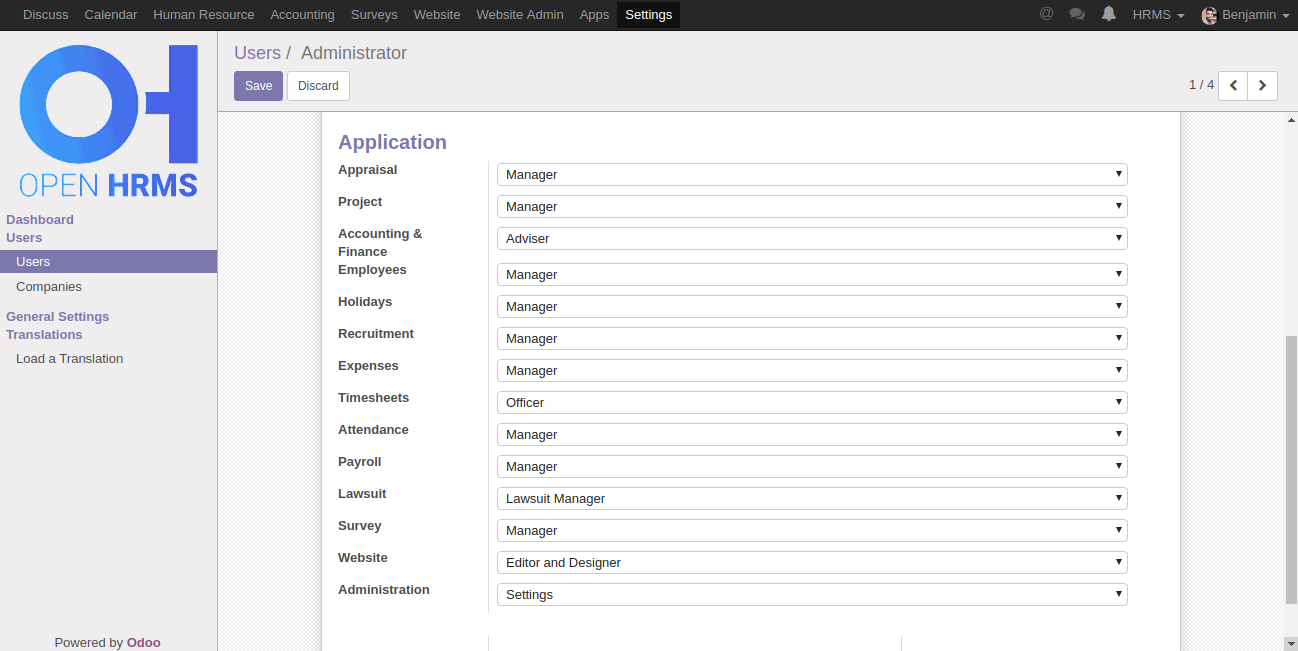 Discuss Calendar Human Resource Accounting Surveys Website Website Admin Apps Settings @ HRMS Benjamin
OPEN HRMS
Dashboard
Users
Users
Companies
General Settings
Translations
Load a Translation
Powered by Odoo
Users / Administrator
Save Discard
1 / 4
Application
Appraisal Manager
Project Manager
Accounting & Adviser
Finance
Employees Manager
Holidays Manager
Recruitment Manager
Expenses Manager
Timesheets Officer
Attendance Manager
Payroll Manager
Lawsuit Lawsuit Manager
Survey Manager
Website Editor and Designer
Administration Settings